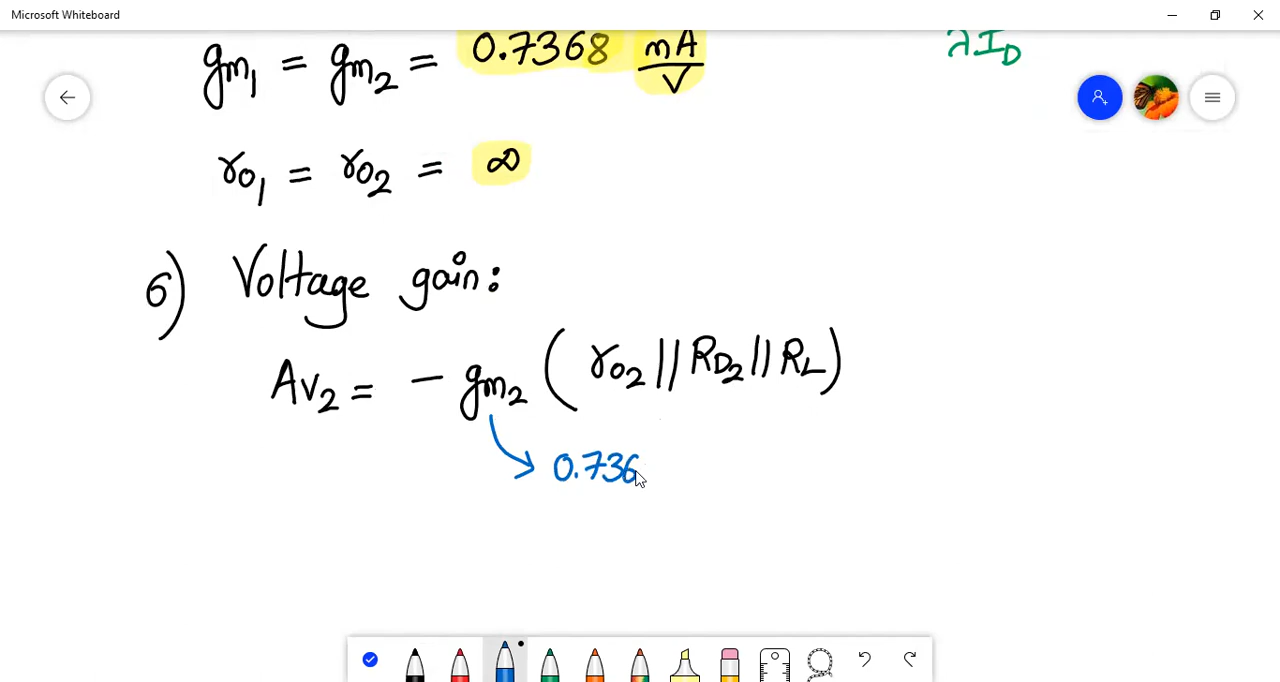 Microsoft Whiteboard
gm1 = gm2 = 0.7368 mA/V
λID
ro1 = ro2 = ∞
6) Voltage gain:
Av2 = - gm2 ( ro2 || RD2 || RL )
0.736